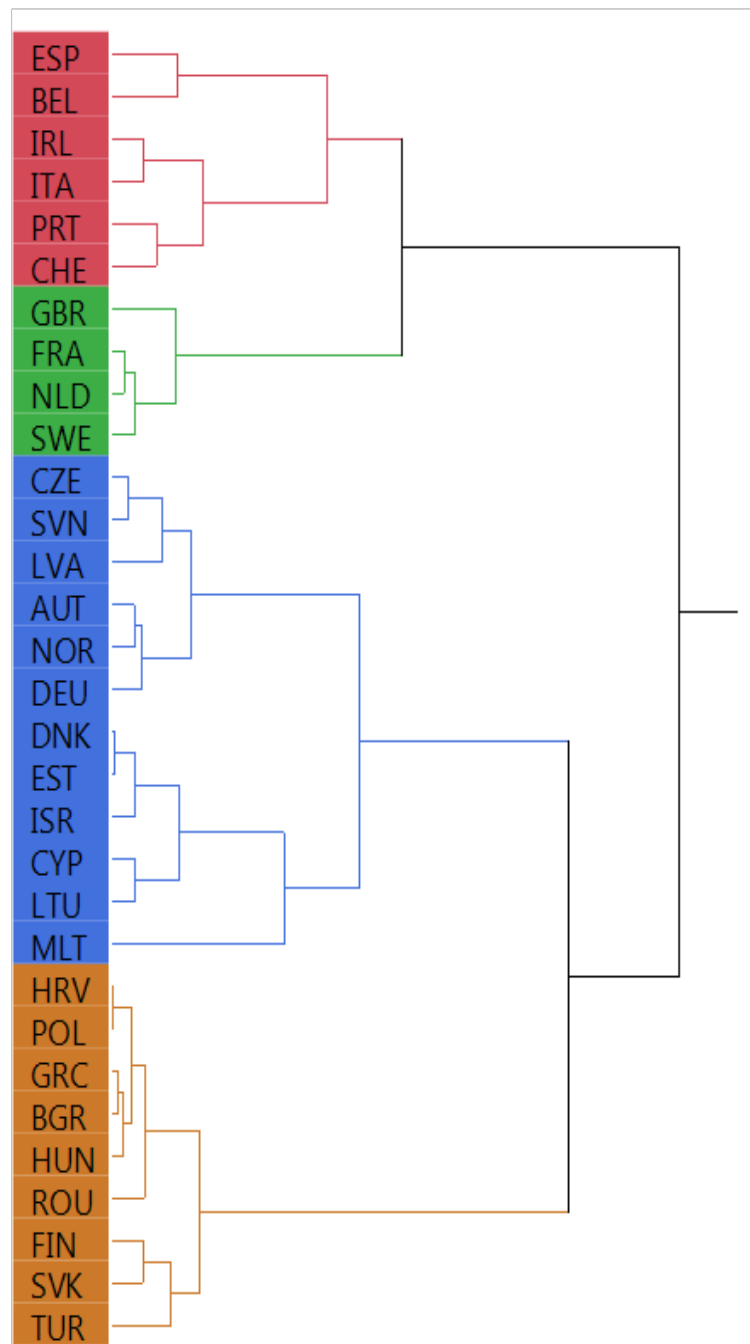 ESP
BEL
IRL
ITA
PRT
CHE
GBR
FRA
NLD
SWE
CZE
SVN
LVA
AUT
NOR
DEU
DNK
EST
ISR
CYP
LTU
MLT
HRV
POL
GRC
BGR
HUN
ROU
FIN
SVK
TUR